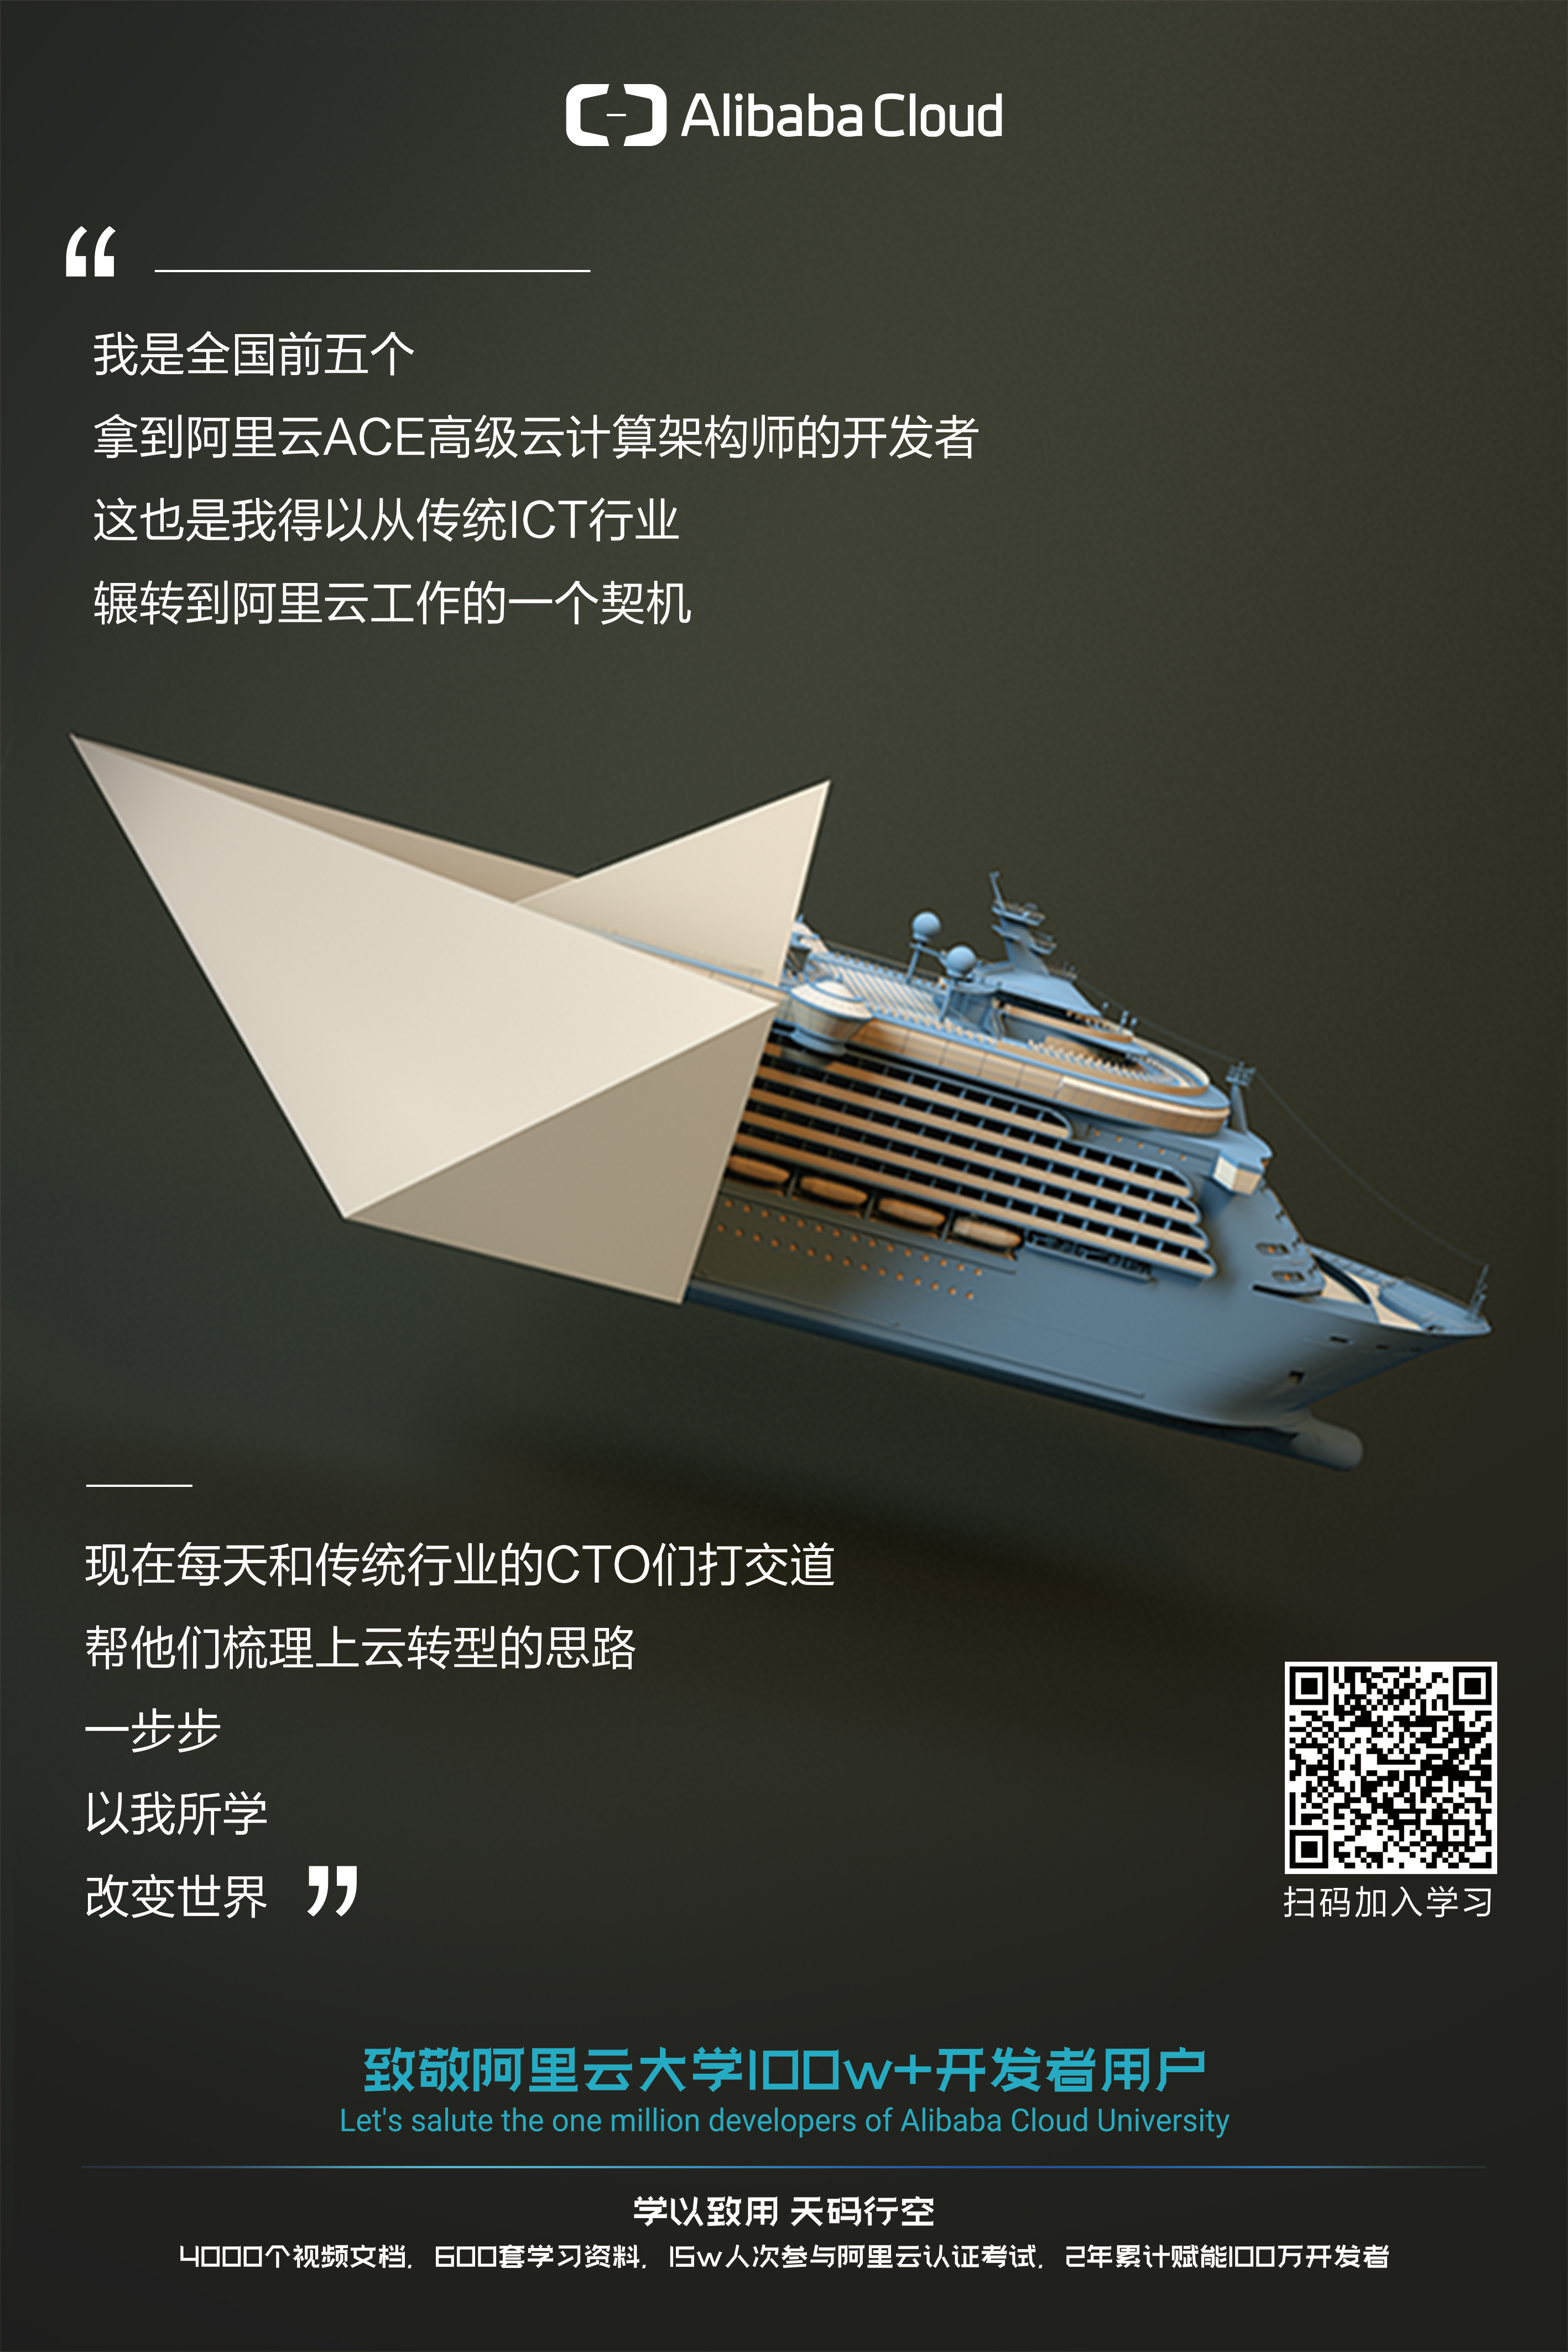 Alibaba Cloud
“
我是全国前五个
拿到阿里云ACE高级云计算架构师的开发者
这也是我得以从传统ICT行业
辗转到阿里云工作的一个契机
现在每天和传统行业的CTO们打交道
帮他们梳理上云转型的思路
一步步
以我所学
改变世界 ”
扫码加入学习
致敬阿里云大学100w+开发者用户
Let's salute the one million developers of Alibaba Cloud University
学以致用 天码行空
4000个视频文档，600套学习资料，15w人次参与阿里云认证考试，2年累计赋能100万开发者